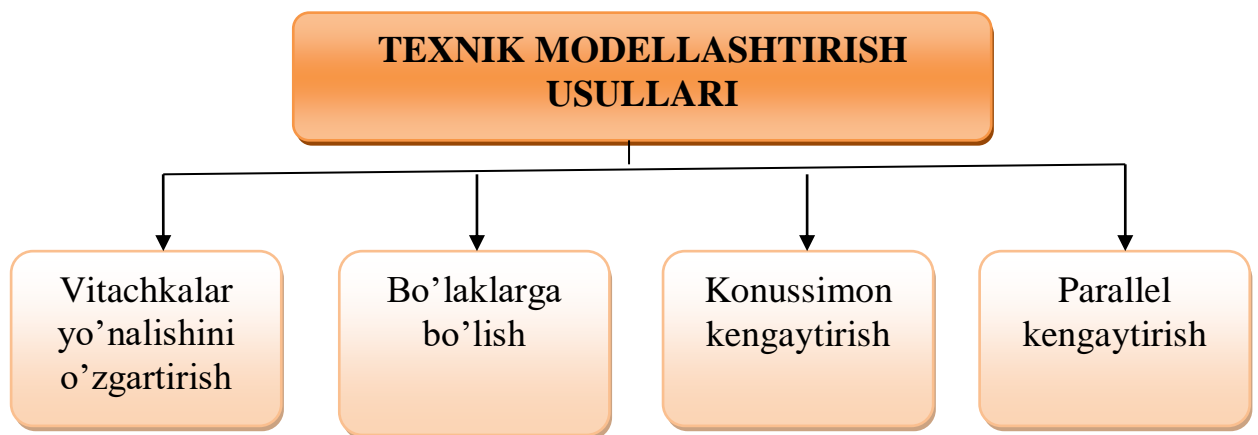 TEXNIK MODELLASHTIRISH
USULLARI
Vitachkalar
yo’nalishini
o’zgartirish
Bo’laklarga
bo’lish
Konussimon
kengaytirish
Parallel
kengaytirish